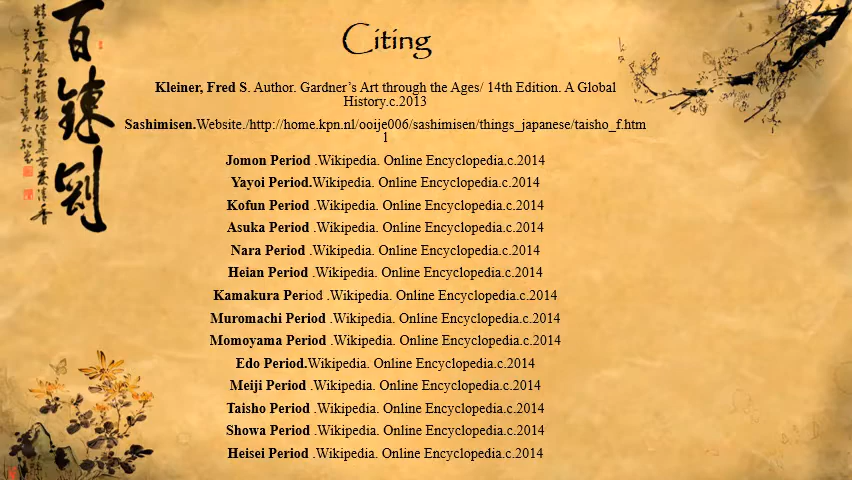 Citing
Kleiner, Fred S. Author. Gardner's Art through the Ages/ 14th Edition. A Global
History.c.2013
Sashimisen.Website./http://home.kpn.nl/ooije006/sashimisen/things_japanese/taisho_f.htm
l
Jomon Period .Wikipedia. Online Encyclopedia.c.2014
Yayoi Period.Wikipedia. Online Encyclopedia.c.2014
Kofun Period .Wikipedia. Online Encyclopedia.c.2014
Asuka Period .Wikipedia. Online Encyclopedia.c.2014
Nara Period .Wikipedia. Online Encyclopedia.c.2014
Heian Period .Wikipedia. Online Encyclopedia.c.2014
Kamakura Period .Wikipedia. Online Encyclopedia.c.2014
Muromachi Period .Wikipedia. Online Encyclopedia.c.2014
Momoyama Period .Wikipedia. Online Encyclopedia.c.2014
Edo Period.Wikipedia. Online Encyclopedia.c.2014
Meiji Period .Wikipedia. Online Encyclopedia.c.2014
Taisho Period .Wikipedia. Online Encyclopedia.c.2014
Showa Period .Wikipedia. Online Encyclopedia.c.2014
Heisei Period .Wikipedia. Online Encyclopedia.c.2014
百鍊剛